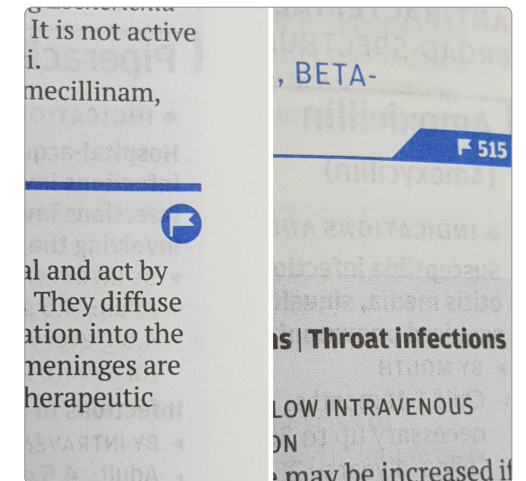 It is not active
i.
mecillinam,
al and act by
They diffuse
ation into the
meninges are
herapeutic
, BETA-
515
ns | Throat infections
LOW INTRAVENOUS
ON
may be increased if